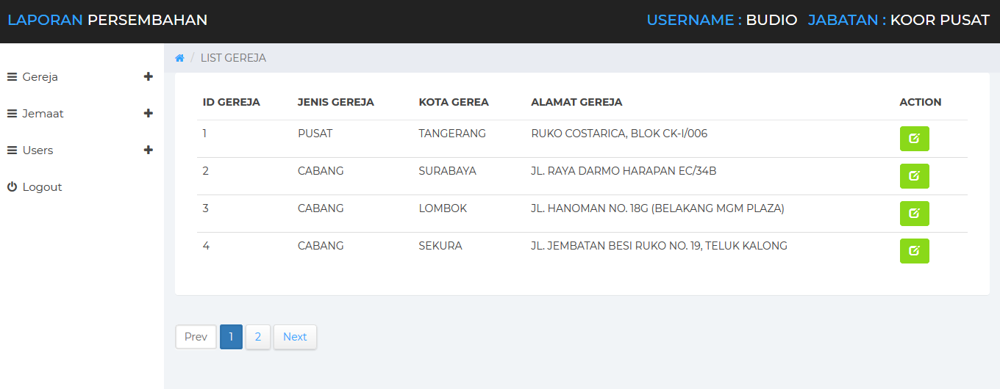 LAPORAN PERSEMBAHAN USERNAME : BUDIO JABATAN : KOOR PUSAT
/ LIST GEREJA
Gereja
Jemaat
Users
Logout
ID GEREJA JENIS GEREJA KOTA GEREA ALAMAT GEREJA ACTION
1 PUSAT TANGERANG RUKO COSTARICA, BLOK CK-I/006
2 CABANG SURABAYA JL. RAYA DARMO HARAPAN EC/34B
3 CABANG LOMBOK JL. HANOMAN NO. 18G (BELAKANG MGM PLAZA)
4 CABANG SEKURA JL. JEMBATAN BESI RUKO NO. 19, TELUK KALONG
Prev 1 2 Next